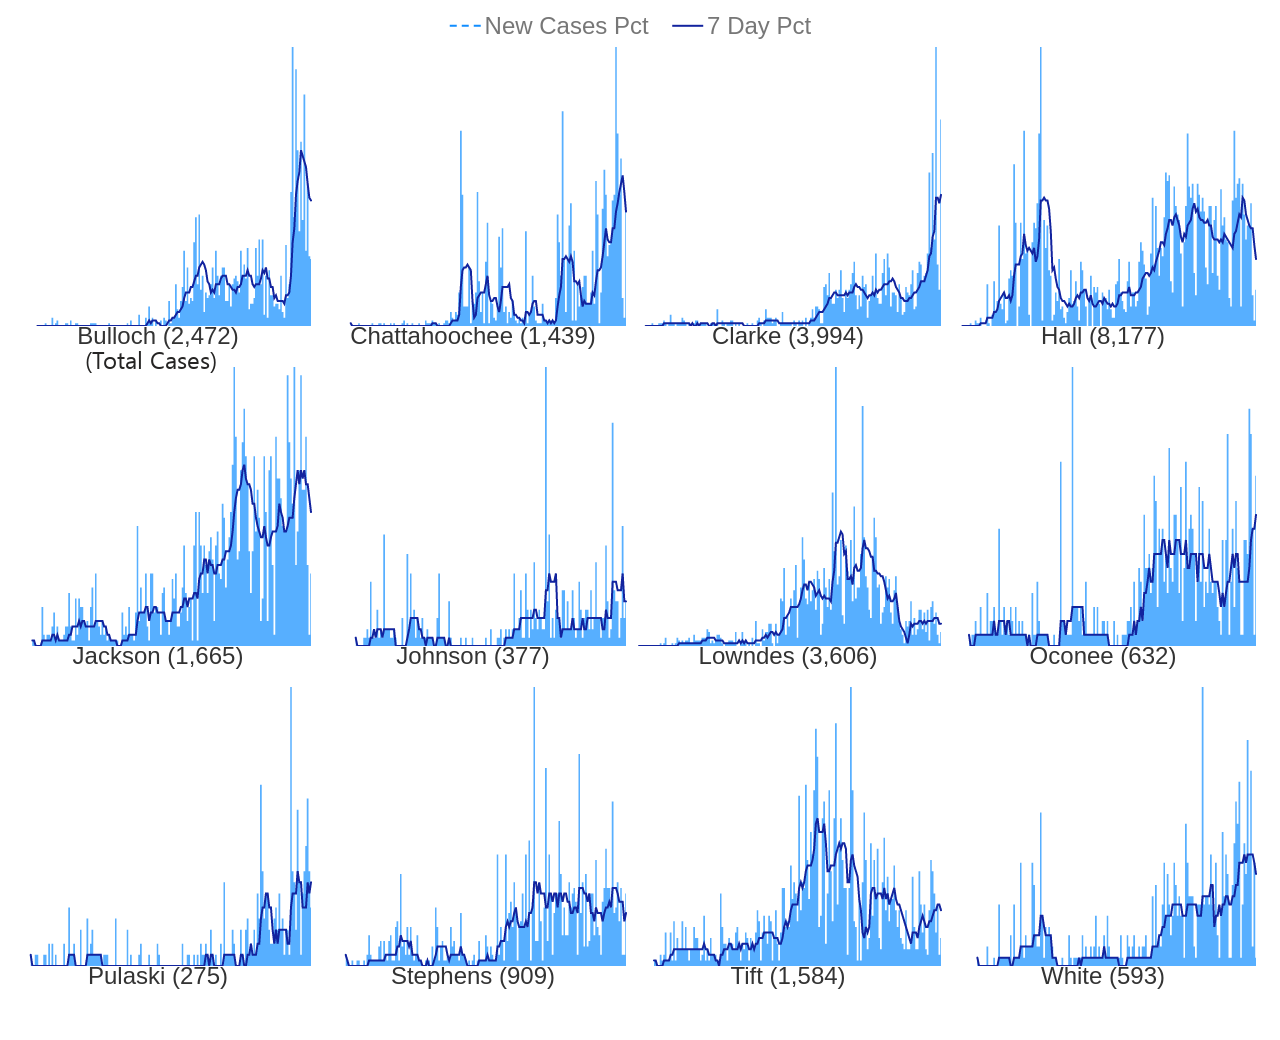 New Cases Pct 7 Day Pct
Bulloch (2,472) Chattahoochee (1,439) Clarke (3,994) Hall (8,177)
(Total Cases)
Jackson (1,665) Johnson (377) Lowndes (3,606) Oconee (632)
Pulaski (275) Stephens (909) Tift (1,584) White (593)